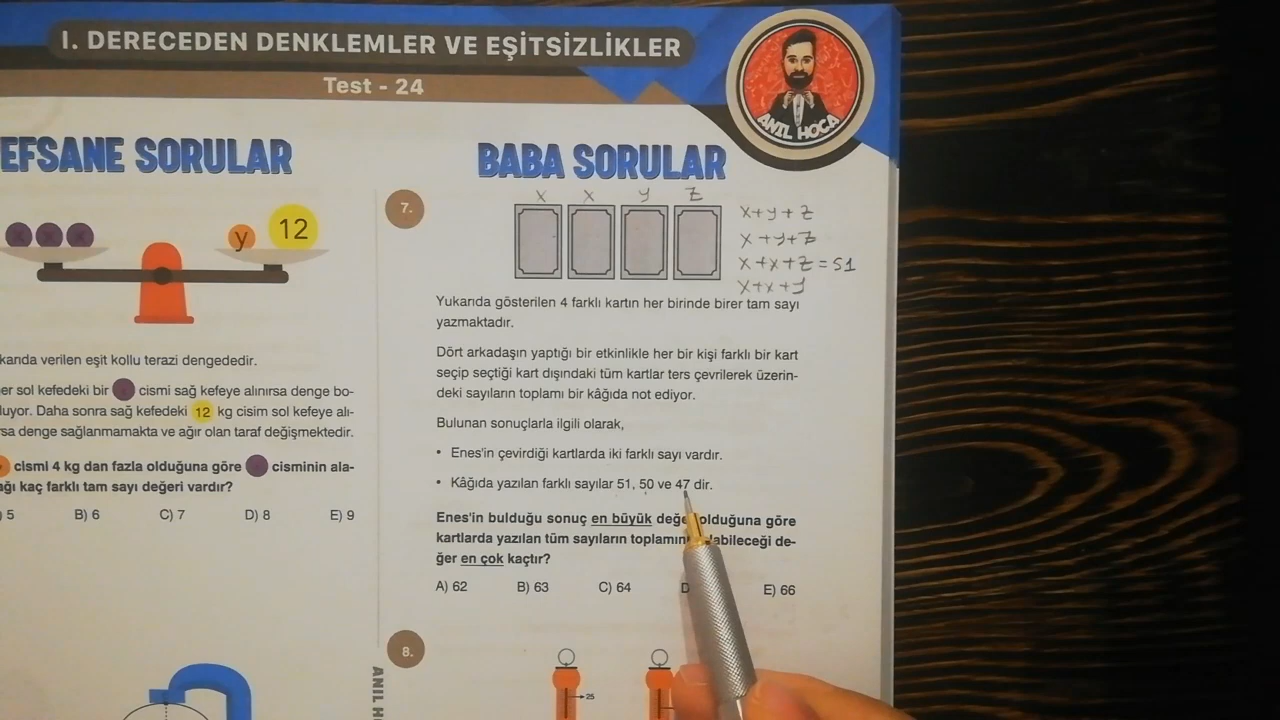 I. DERECEDEN DENKLEMLER VE EŞİTSİZLİKLER
Test - 24
ANIL HOCA
EFSANE SORULAR
y
12
karıda verilen eşit kollu terazi dengededir.
er sol kefedeki bir cismi sağ kefeye alınırsa denge bo-
luyor. Daha sonra sağ kefedeki 12 kg cisim sol kefeye alı-
rsa denge sağlanmamakta ve ağır olan taraf değişmektedir.
cismi 4 kg dan fazla olduğuna göre cisminin ala-
ağı kaç farklı tam sayı değeri vardır?
) 5 B) 6 C) 7 D) 8 E) 9
BABA SORULAR
7.
x x y z
x+y+z
x+y+z
x+x+z=51
x+x+y
Yukarıda gösterilen 4 farklı kartın her birinde birer tam sayı
yazmaktadır.
Dört arkadaşın yaptığı bir etkinlikle her bir kişi farklı bir kart
seçip seçtiği kart dışındaki tüm kartlar ters çevrilerek üzerin-
deki sayıların toplamı bir kâğıda not ediyor.
Bulunan sonuçlarla ilgili olarak,
• Enes'in çevirdiği kartlarda iki farklı sayı vardır.
• Kâğıda yazılan farklı sayılar 51, 50 ve 47 dir.
Enes'in bulduğu sonuç en büyük değe olduğuna göre
kartlarda yazılan tüm sayıların toplamın labileceği de-
ğer en çok kaçtır?
A) 62 B) 63 C) 64 D E) 66
8.
25
ANIL H